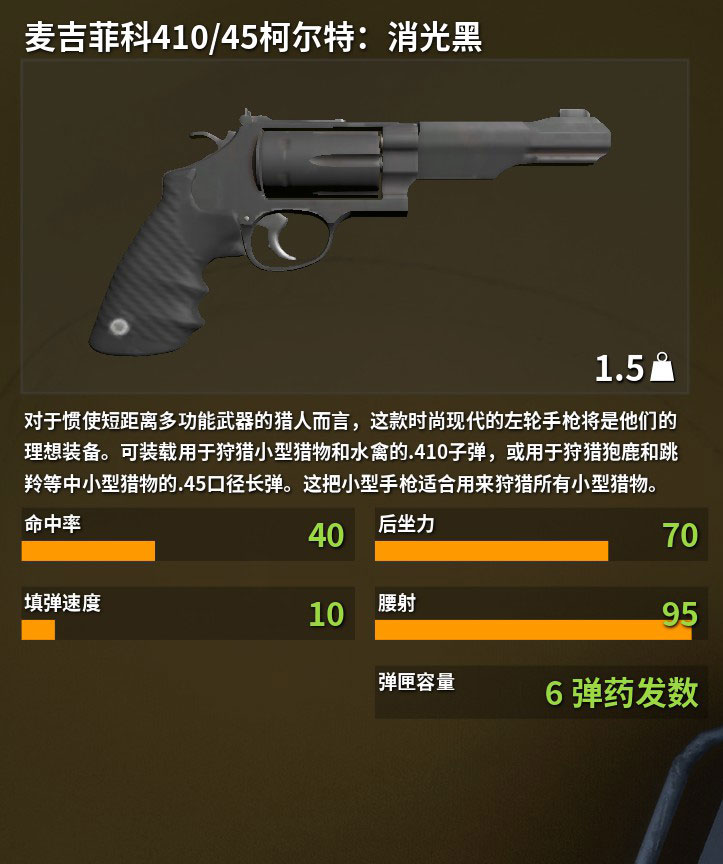 麦吉菲科410/45柯尔特：消光黑
1.5
对于惯使短距离多功能武器的猎人而言，这款时尚现代的左轮手枪将是他们的
理想装备。可装载用于狩猎小型猎物和水禽的.410子弹，或用于狩猎狍鹿和跳
羚等中小型猎物的.45口径长弹。这把小型手枪适合用来狩猎所有小型猎物。
命中率 40
后坐力 70
填弹速度 10
腰射 95
弹匣容量 6 弹药发数